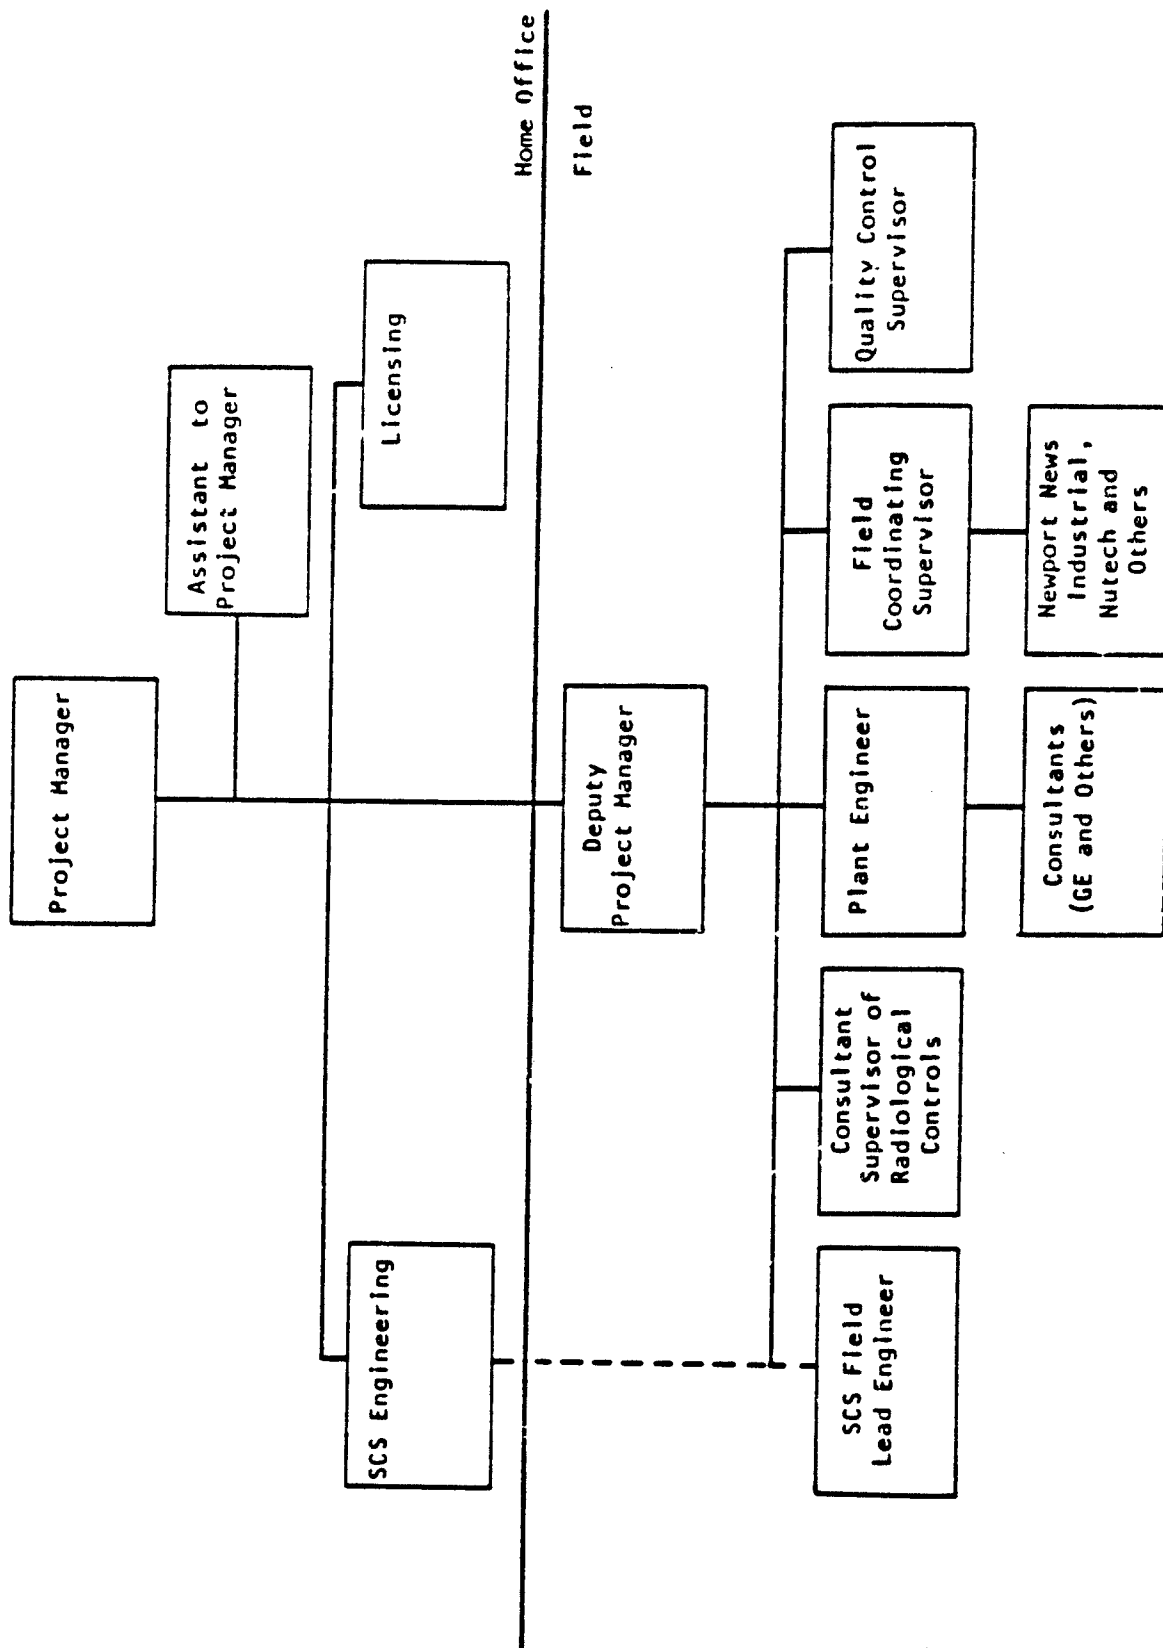 Project Manager
Assistant to
Project Manager
SCS Engineering
Licensing
Home Office
Field
Deputy
Project Manager
SCS Field
Lead Engineer
Consultant
Supervisor of
Radiological
Controls
Plant Engineer
Field
Coordinating
Supervisor
Quality Control
Supervisor
Consultants
(GE and Others)
Newport News
Industrial,
Nutech and
Others